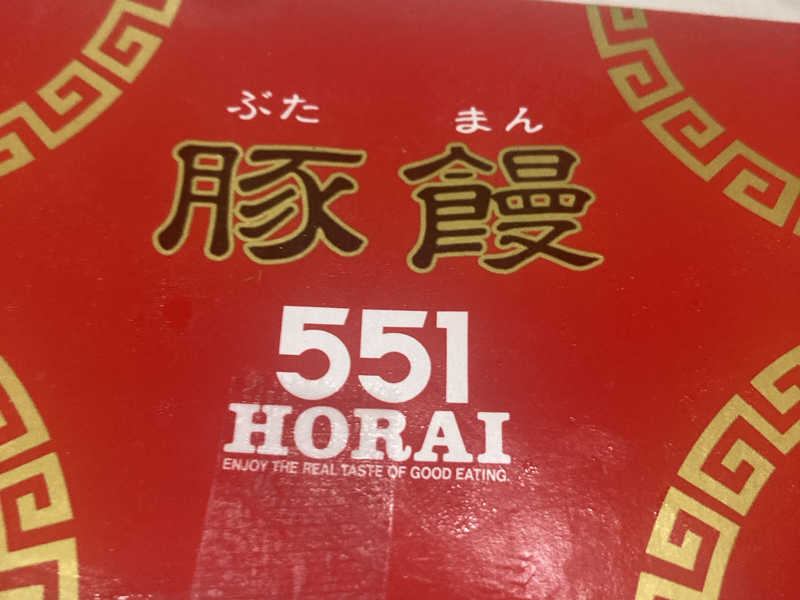 ぶた まん
豚饅
551
HORAI
ENJOY THE REAL TASTE OF GOOD EATING.